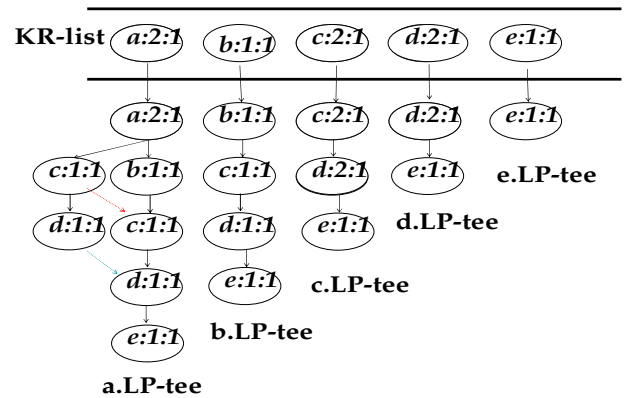 KR-list a:2:1 b:1:1 c:2:1 d:2:1 e:1:1
a:2:1 b:1:1 c:2:1 d:2:1 e:1:1
c:1:1 b:1:1 c:1:1 d:2:1 e:1:1 e.LP-tee
d:1:1 c:1:1 d:1:1 e:1:1 d.LP-tee
d:1:1 e:1:1 c.LP-tee
e:1:1 b.LP-tee
a.LP-tee